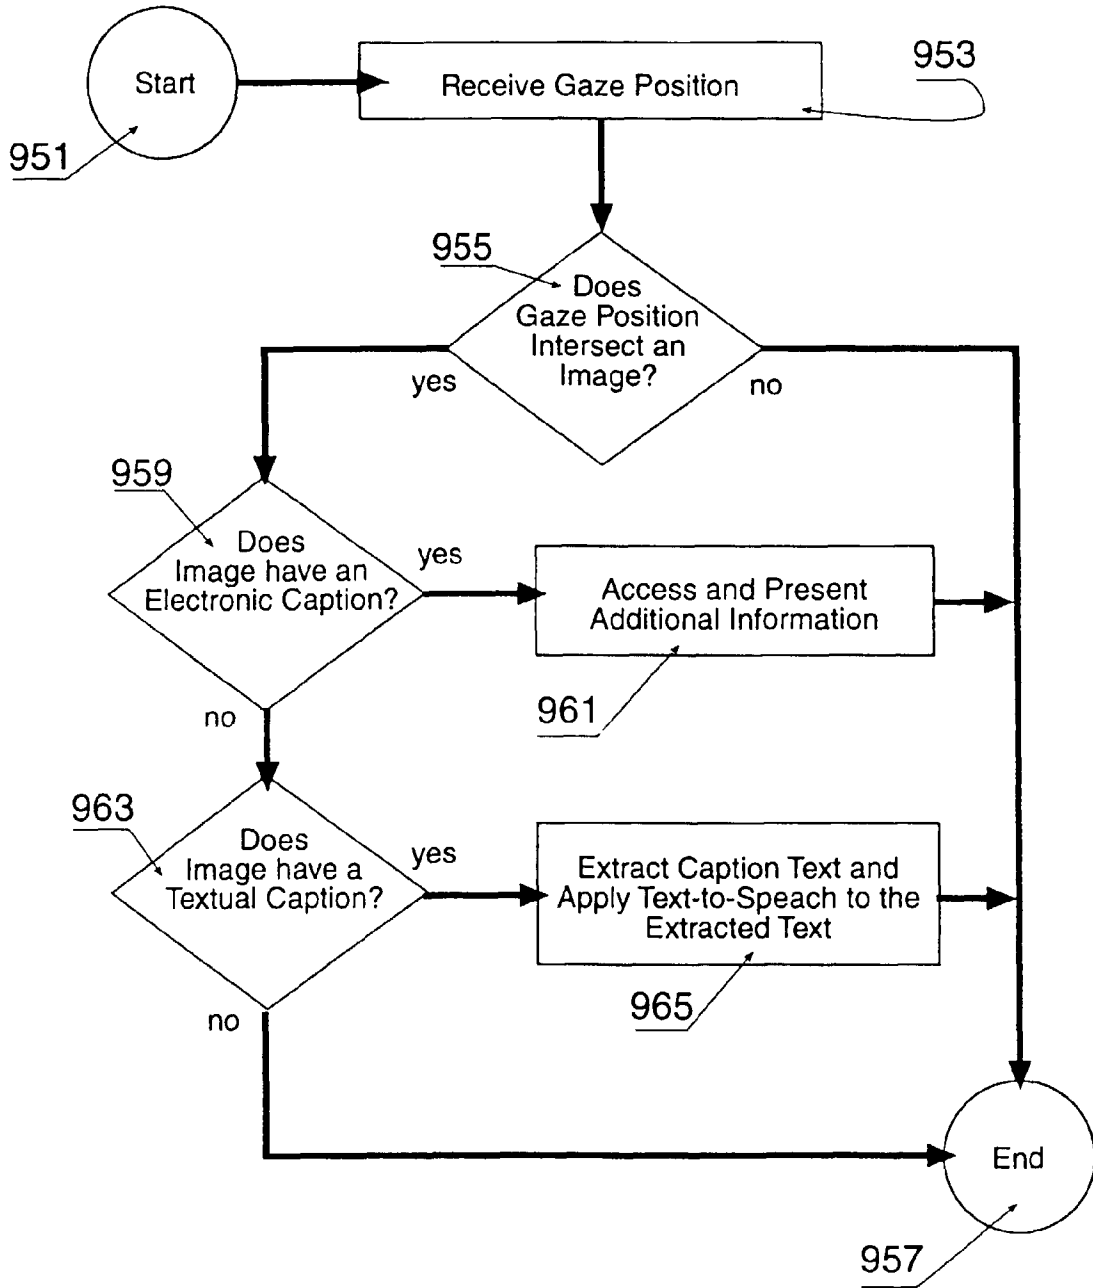 Start
Receive Gaze Position
953
951
955
Does
Gaze Position
Intersect an
Image?
yes
no
959
Does
Image have an
Electronic Caption?
yes
Access and Present
Additional Information
961
no
963
Does
Image have a
Textual Caption?
yes
Extract Caption Text and
Apply Text-to-Speach to the
Extracted Text
965
no
End
957